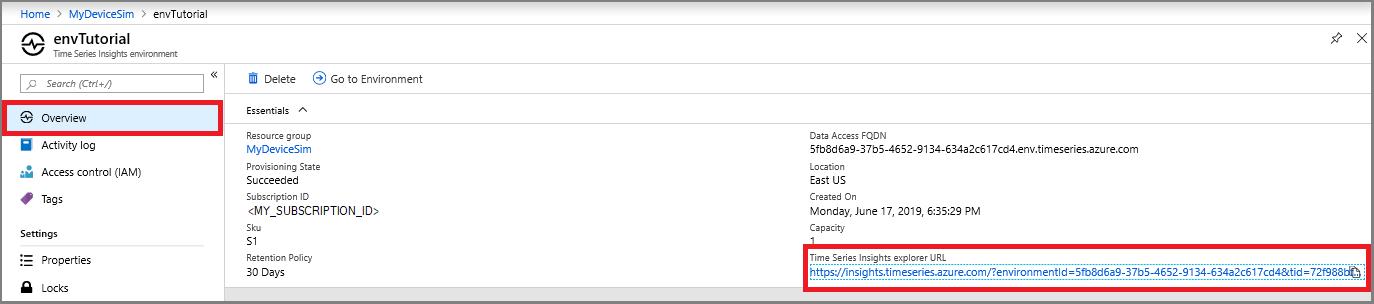 Home > MyDeviceSim > envTutorial
envTutorial
Time Series Insights environment
Search (Ctrl+/)
«
Overview
Activity log
Access control (IAM)
Tags
Settings
Properties
Locks
Delete
Go to Environment
Essentials
Resource group
MyDeviceSim
Provisioning State
Succeeded
Subscription ID
<MY_SUBSCRIPTION_ID>
Sku
S1
Retention Policy
30 Days
Data Access FQDN
5fb8d6a9-37b5-4652-9134-634a2c617cd4.env.timeseries.azure.com
Location
East US
Created On
Monday, June 17, 2019, 6:35:29 PM
Capacity
1
Time Series Insights explorer URL
https://insights.timeseries.azure.com/?environmentId=5fb8d6a9-37b5-4652-9134-634a2c617cd4&tid=72f988b